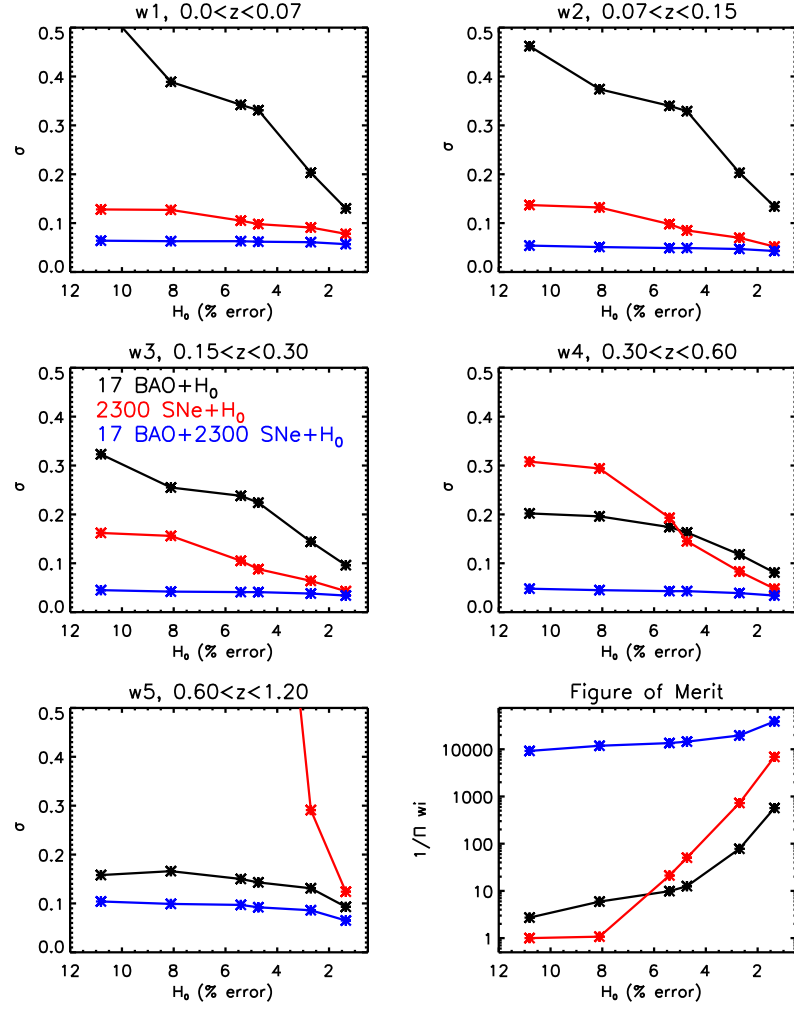 w1, 0.0<z<0.07
0.5
0.4
0.3
0.2
0.1
0.0
σ
12 10 8 6 4 2
H₀ (% error)
w2, 0.07<z<0.15
0.5
0.4
0.3
0.2
0.1
0.0
σ
12 10 8 6 4 2
H₀ (% error)
w3, 0.15<z<0.30
0.5
0.4
0.3
0.2
0.1
0.0
σ
17 BAO+H₀
2300 SNe+H₀
17 BAO+2300 SNe+H₀
12 10 8 6 4 2
H₀ (% error)
w4, 0.30<z<0.60
0.5
0.4
0.3
0.2
0.1
0.0
σ
12 10 8 6 4 2
H₀ (% error)
w5, 0.60<z<1.20
0.5
0.4
0.3
0.2
0.1
0.0
σ
12 10 8 6 4 2
H₀ (% error)
Figure of Merit
10000
1000
100
10
1
1/Π wi
12 10 8 6 4 2
H₀ (% error)